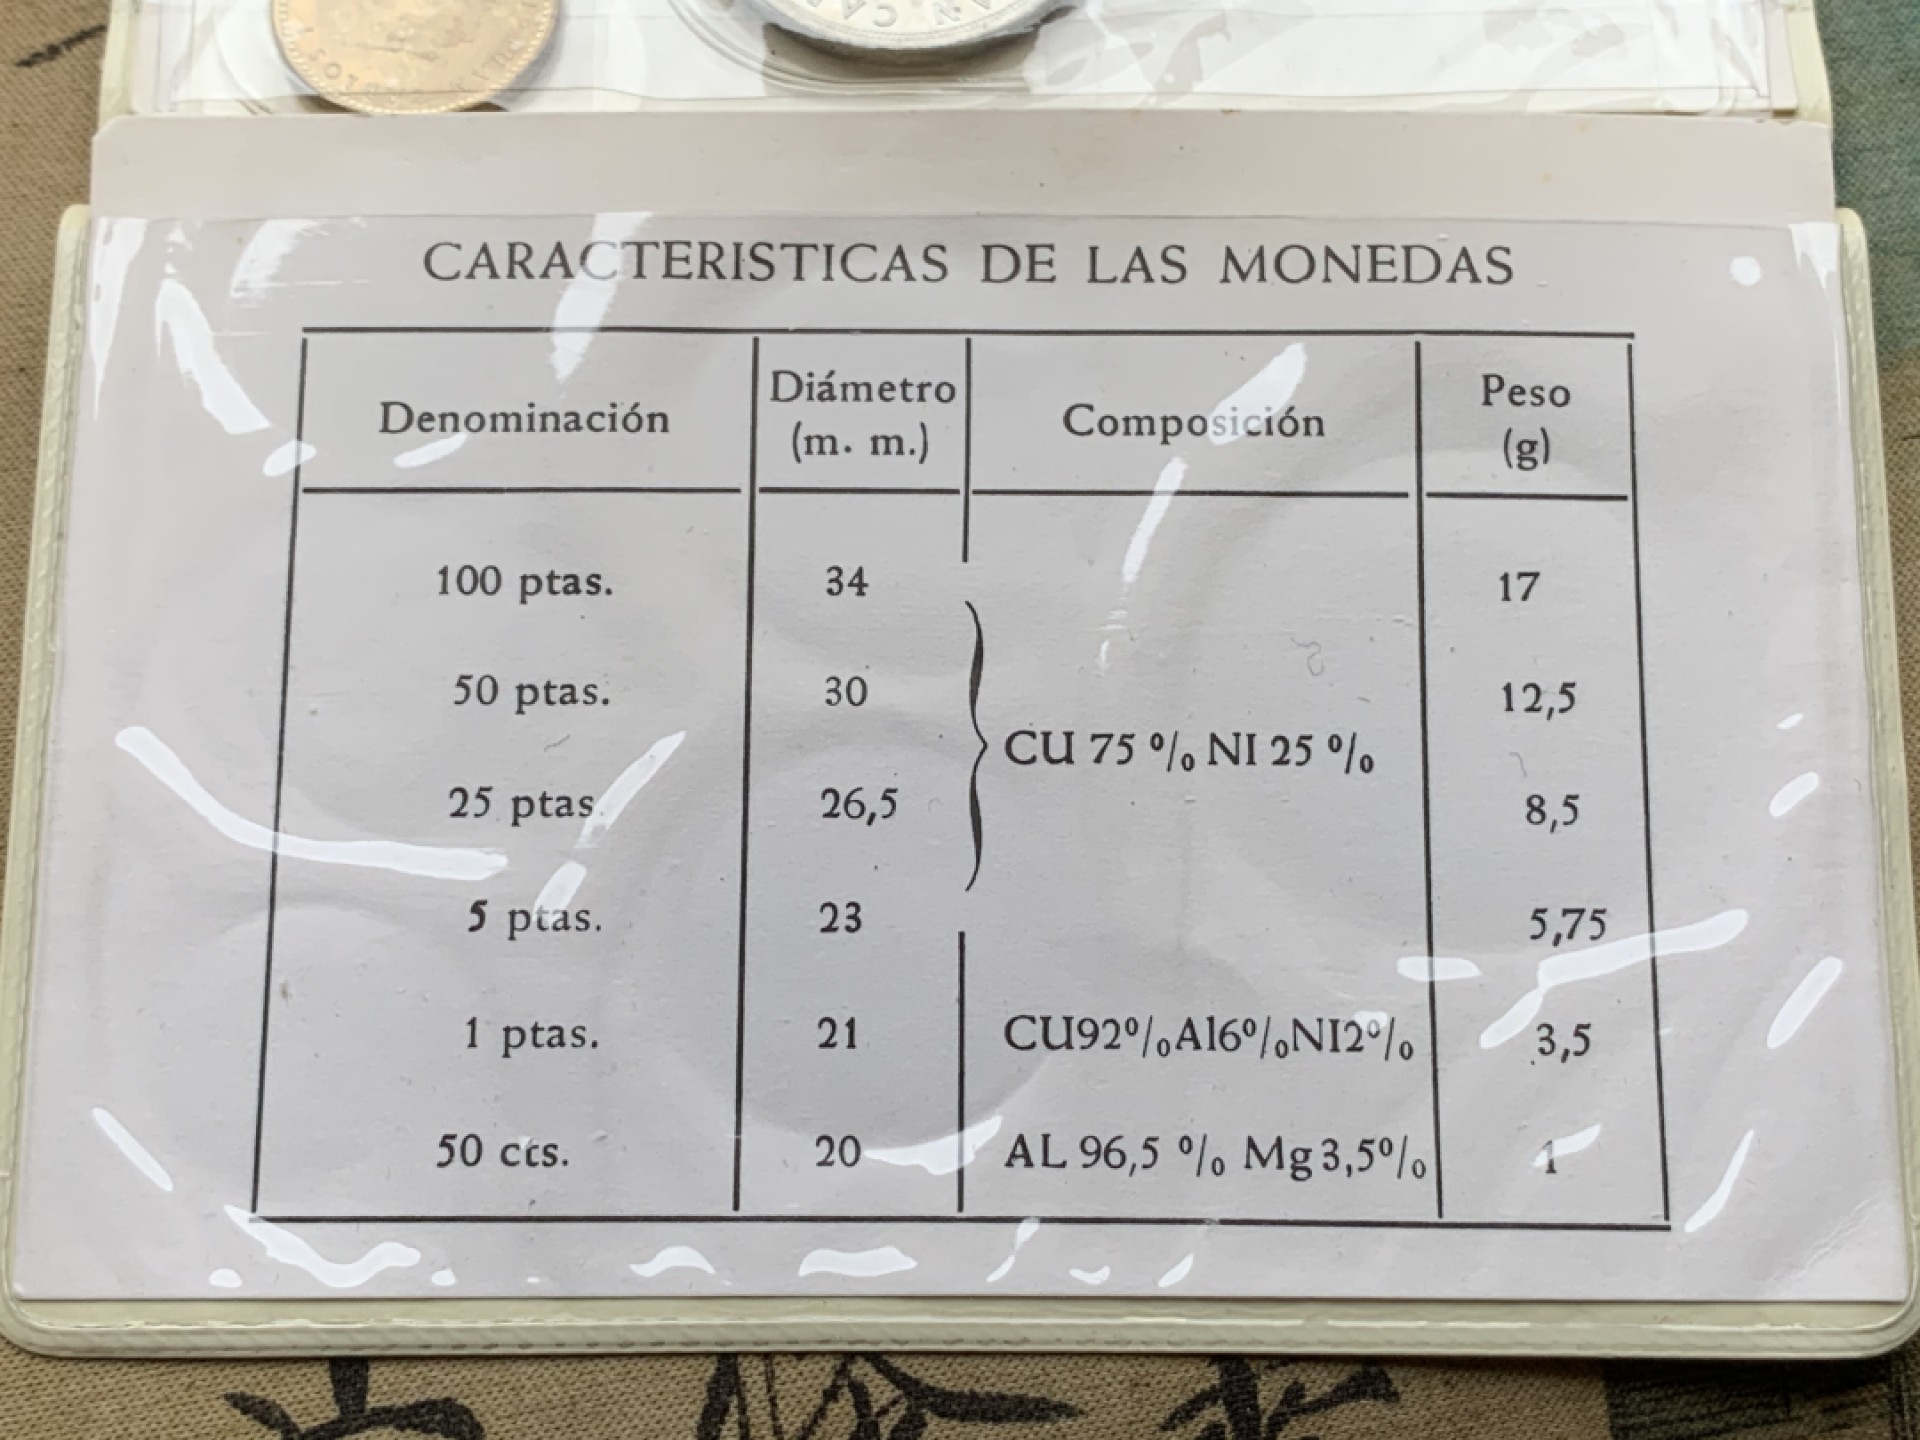 CARACTERISTICAS DE LAS MONEDAS
Denominación Diámetro (m. m.) Composición Peso (g)
100 ptas. 34 17
50 ptas. 30 12,5
CU 75 % NI 25 %
25 ptas. 26,5 8,5
5 ptas. 23 5,75
1 ptas. 21 CU92%Al6%NI2% 3,5
50 cts. 20 AL 96,5 % Mg 3,5% 1